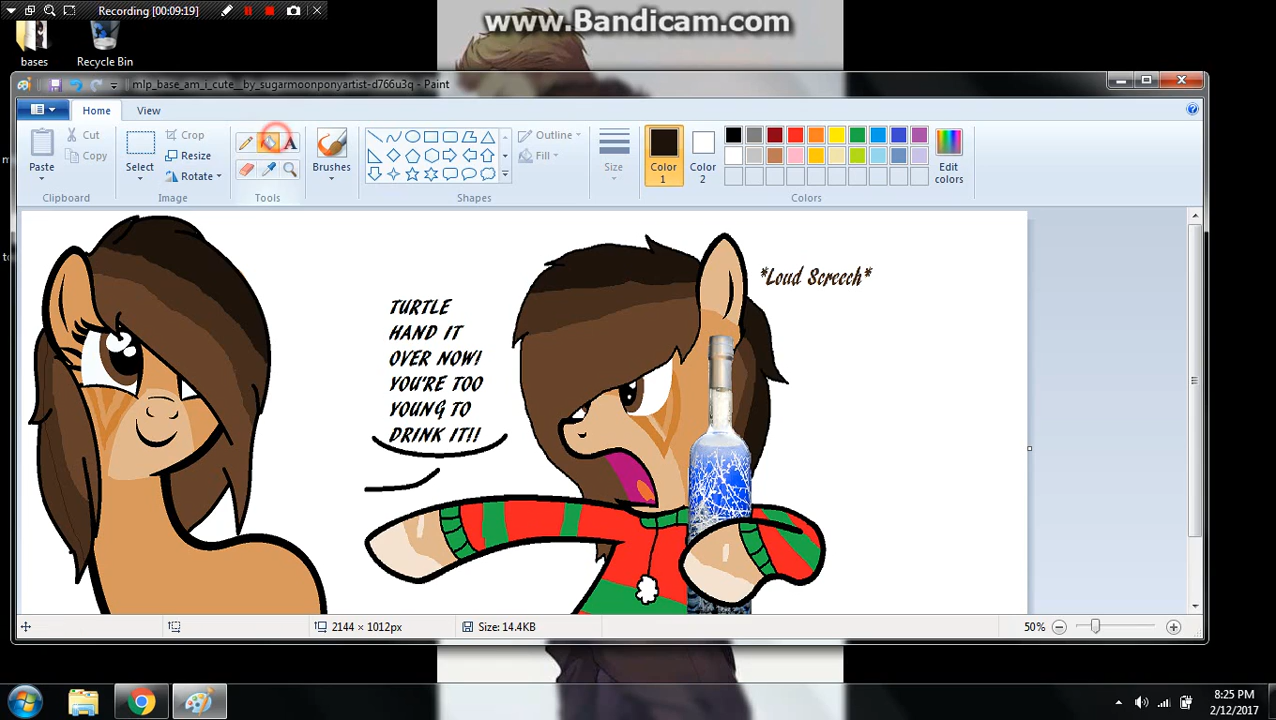 Recording [00:09:19]
www.Bandicam.com
bases
Recycle Bin
mlp_base_am_i_cute__by_sugarmoonponyartist-d766u3q - Paint
Home
View
Paste
Cut
Copy
Clipboard
Select
Crop
Resize
Rotate
Image
Tools
Brushes
Outline
Fill
Shapes
Size
Color 1
Color 2
Edit colors
Colors
*Loud Screech*
TURTLE
HAND IT
OVER NOW!
YOU'RE TOO
YOUNG TO
DRINK IT!!
2144 × 1012px
Size: 14.4KB
50%
8:25 PM
2/12/2017